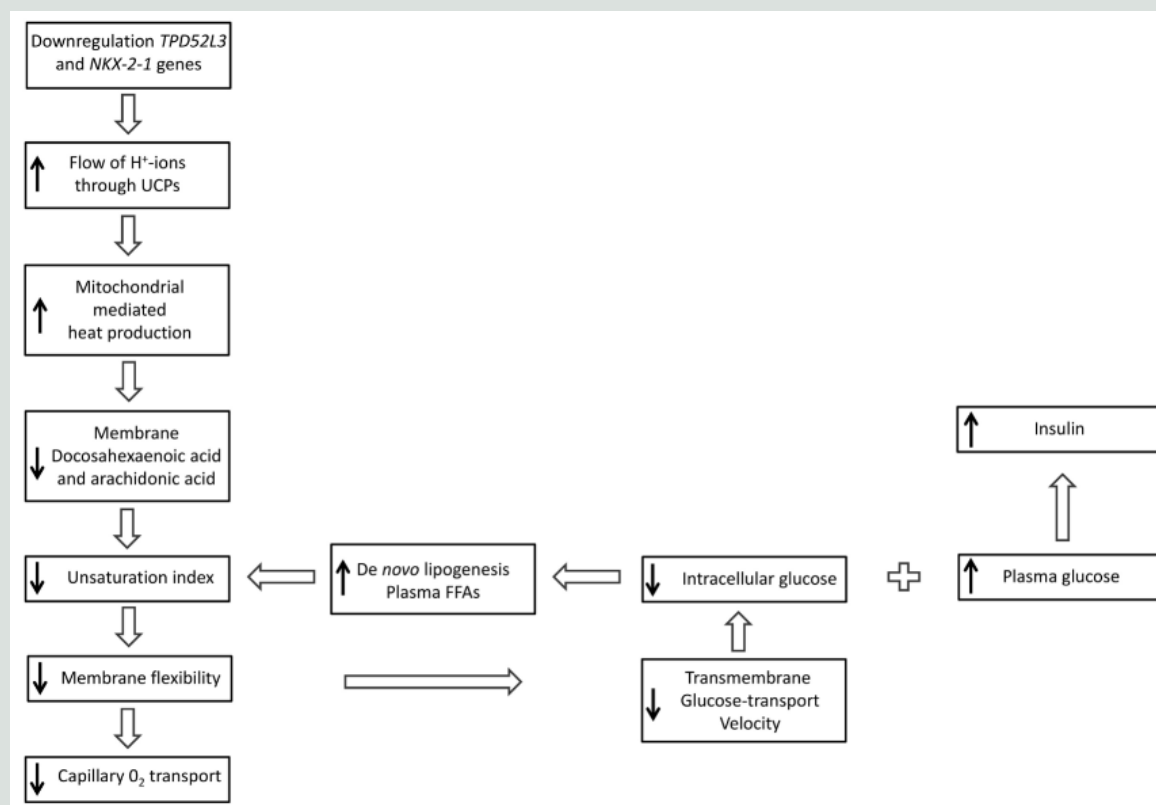 Downregulation TPD52L3
and NKX-2-1 genes
Flow of H⁺-ions
through UCPs
Mitochondrial
mediated
heat production
Membrane
Docosahexaenoic acid
and arachidonic acid
Insulin
Unsaturation index
De novo lipogenesis
Plasma FFAs
Intracellular glucose
Plasma glucose
Membrane flexibility
Transmembrane
Glucose-transport
Velocity
Capillary 0₂ transport